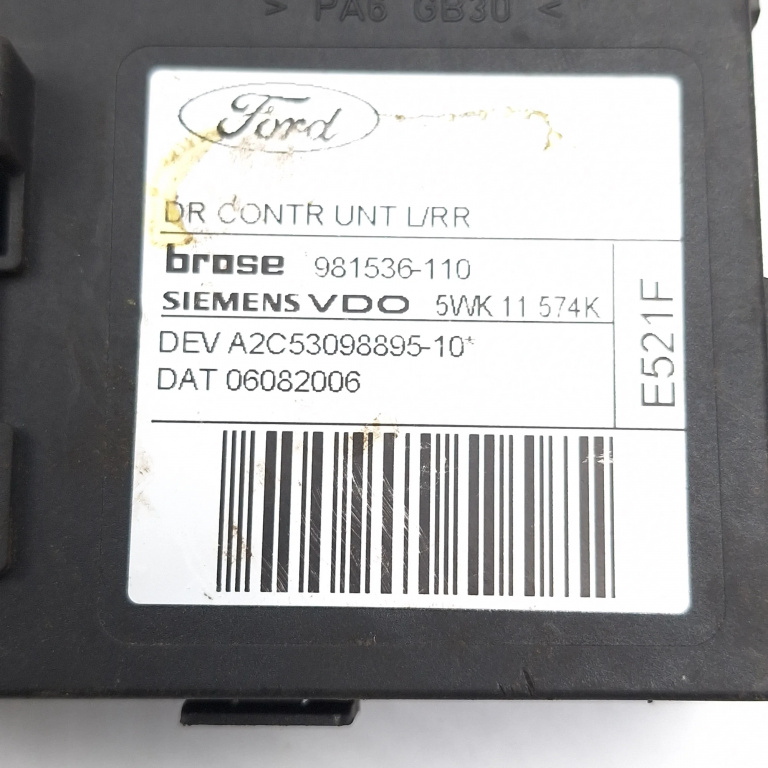 > PA6 GB30 <
Ford
DR CONTR UNT L/RR
brose 981536-110
SIEMENS VDO 5WK 11 574K
DEV A2C53098895-10*
DAT 06082006
E521F